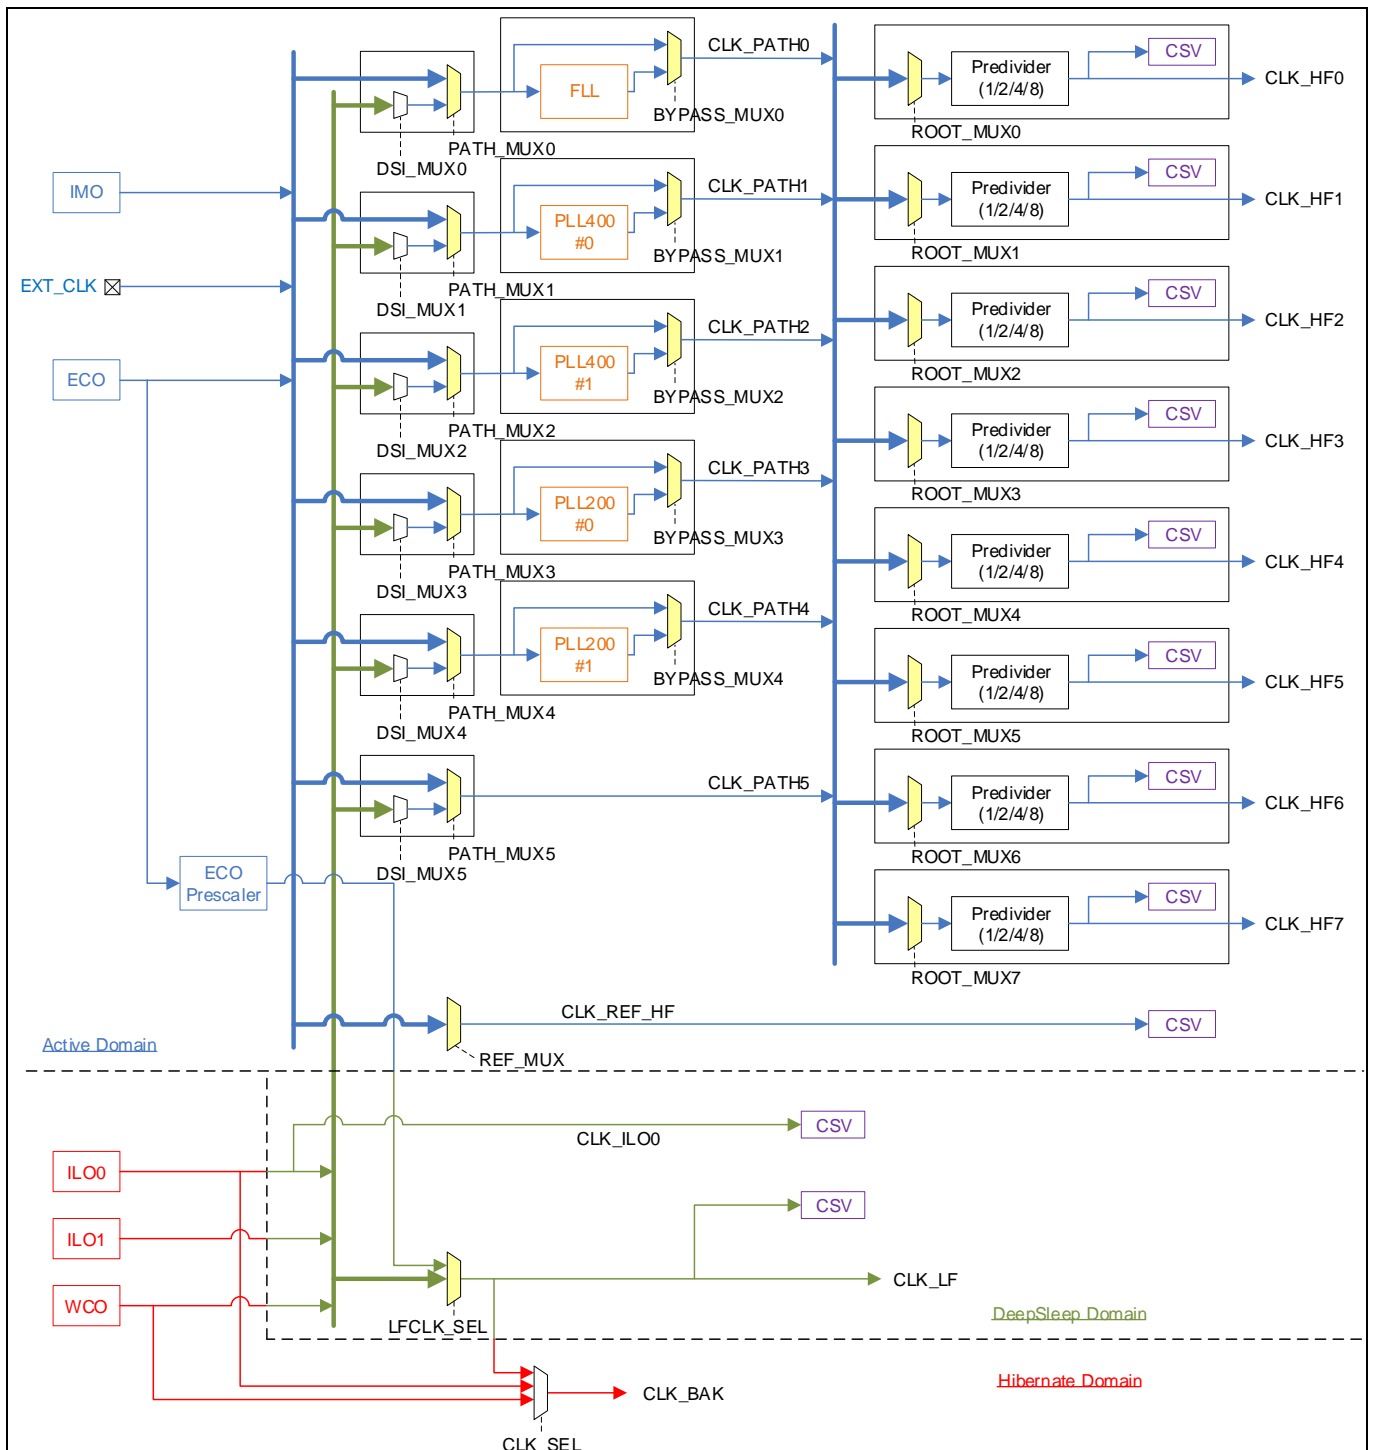 CLK_PATH0
CSV
Predivider
(1/2/4/8)
CLK_HF0
FLL
BYPASS_MUX0
ROOT_MUX0
PATH_MUX0
DSI_MUX0
IMO
CLK_PATH1
CSV
Predivider
(1/2/4/8)
CLK_HF1
PLL400
#0
BYPASS_MUX1
ROOT_MUX1
EXT_CLK
PATH_MUX1
DSI_MUX1
CLK_PATH2
CSV
Predivider
(1/2/4/8)
CLK_HF2
PLL400
#1
ECO
BYPASS_MUX2
ROOT_MUX2
PATH_MUX2
DSI_MUX2
CLK_PATH3
CSV
Predivider
(1/2/4/8)
CLK_HF3
PLL200
#0
BYPASS_MUX3
ROOT_MUX3
PATH_MUX3
DSI_MUX3
CLK_PATH4
CSV
Predivider
(1/2/4/8)
CLK_HF4
PLL200
#1
BYPASS_MUX4
ROOT_MUX4
PATH_MUX4
DSI_MUX4
CSV
Predivider
(1/2/4/8)
CLK_HF5
ROOT_MUX5
CLK_PATH5
CSV
Predivider
(1/2/4/8)
CLK_HF6
PATH_MUX5
DSI_MUX5
ROOT_MUX6
ECO
Prescaler
CSV
Predivider
(1/2/4/8)
CLK_HF7
ROOT_MUX7
CLK_REF_HF
CSV
REF_MUX
Active Domain
CSV
CLK_ILO0
ILO0
CSV
ILO1
CLK_LF
WCO
LFCLK_SEL
DeepSleep Domain
Hibernate Domain
CLK_BAK
CLK_SEL